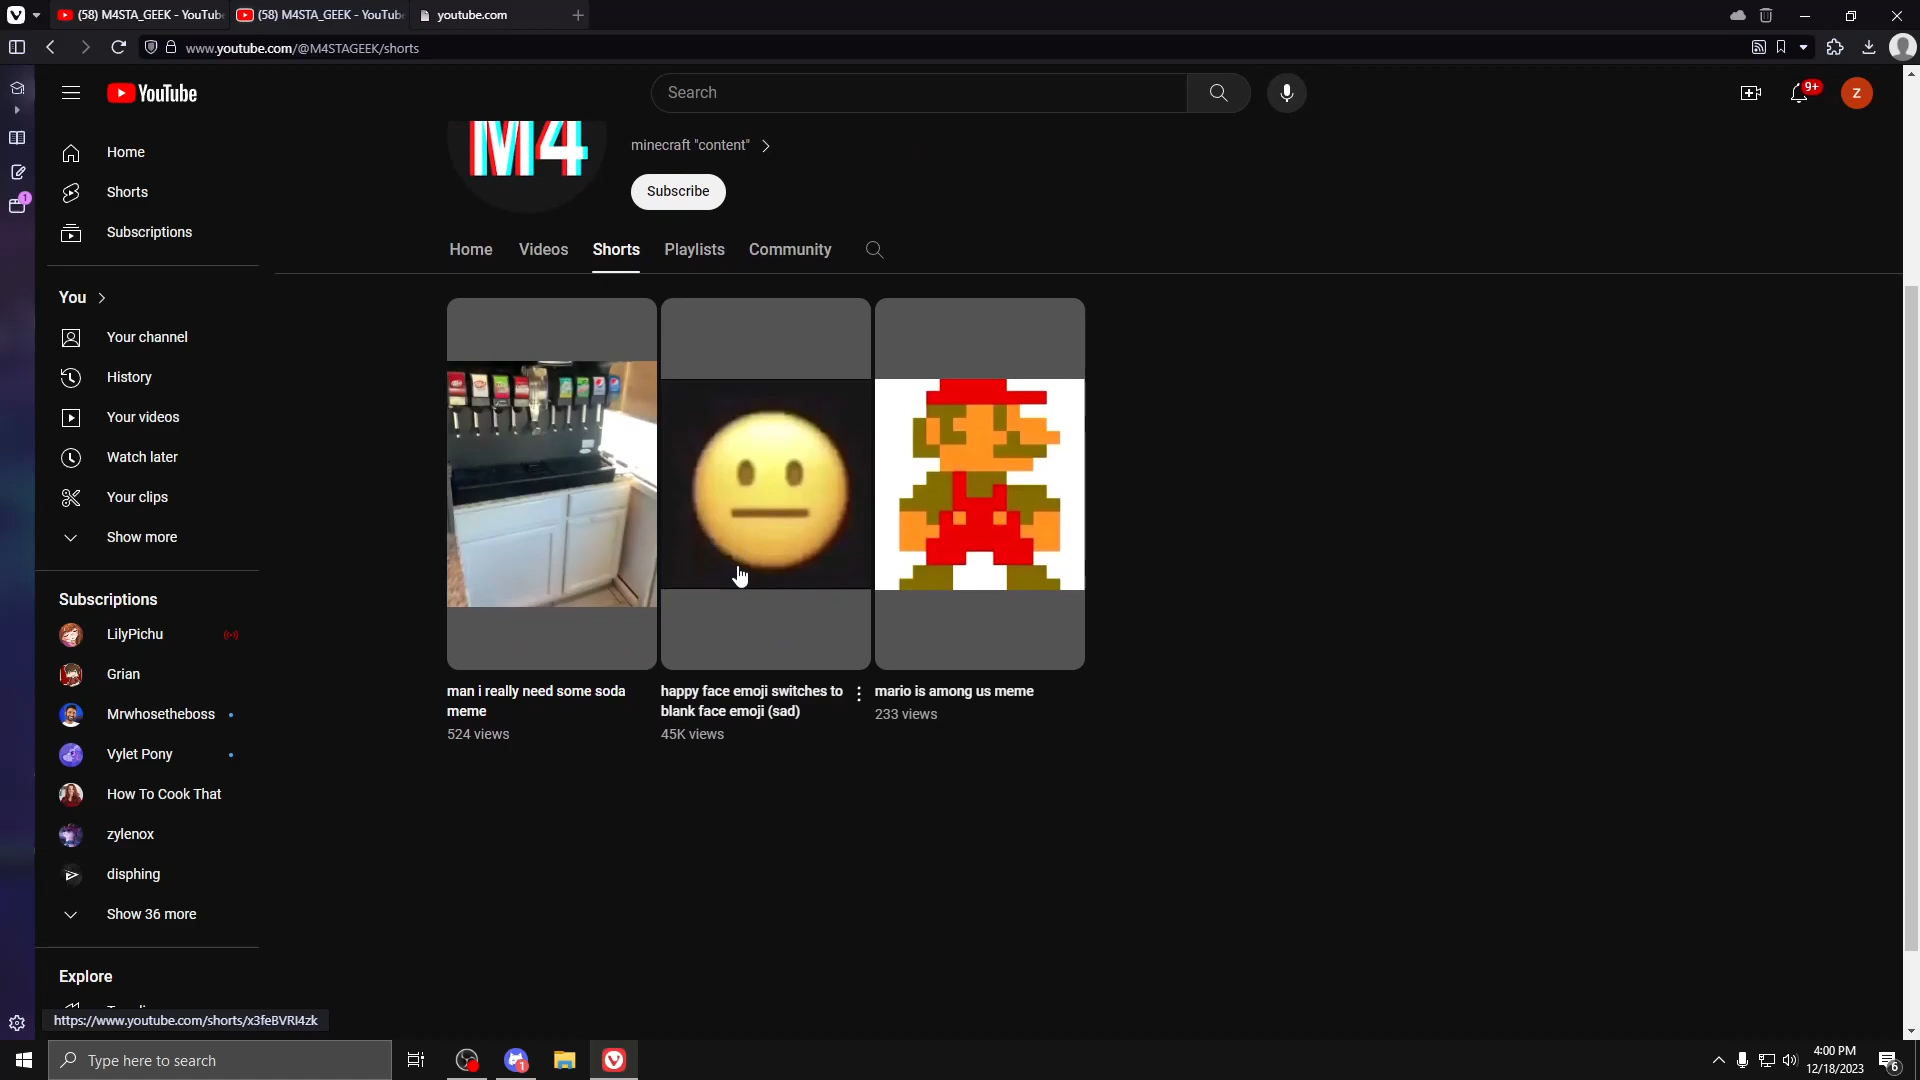 (58) M4STA_GEEK - YouTub
(58) M4STA_GEEK - YouTub
youtube.com
www.youtube.com/@M4STAGEEK/shorts
YouTube
Search
9+
Z
M4
minecraft "content"
Subscribe
Home
Videos
Shorts
Playlists
Community
Home
Shorts
Subscriptions
You
Your channel
History
Your videos
Watch later
Your clips
Show more
Subscriptions
LilyPichu
Grian
Mrwhosetheboss
Vylet Pony
How To Cook That
zylenox
disphing
Show 36 more
Explore
man i really need some soda
meme
524 views
happy face emoji switches to
blank face emoji (sad)
45K views
mario is among us meme
233 views
1
https://www.youtube.com/shorts/x3feBVRI4zk
Type here to search
1
4:00 PM
12/18/2023
6